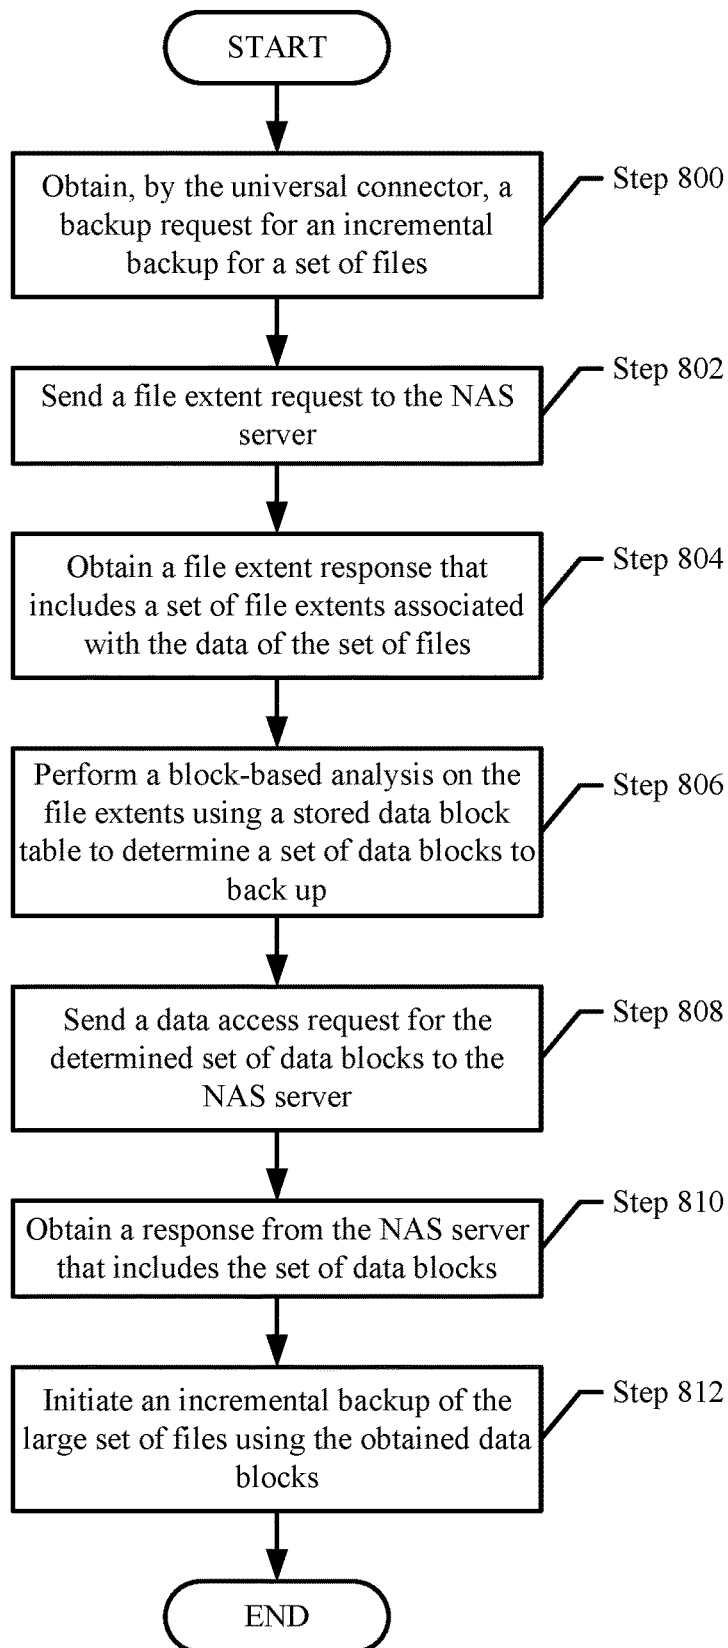 START
Obtain, by the universal connector, a
backup request for an incremental
backup for a set of files
Step 800
Send a file extent request to the NAS
server
Step 802
Obtain a file extent response that
includes a set of file extents associated
with the data of the set of files
Step 804
Perform a block-based analysis on the
file extents using a stored data block
table to determine a set of data blocks to
back up
Step 806
Send a data access request for the
determined set of data blocks to the
NAS server
Step 808
Obtain a response from the NAS server
that includes the set of data blocks
Step 810
Initiate an incremental backup of the
large set of files using the obtained data
blocks
Step 812
END